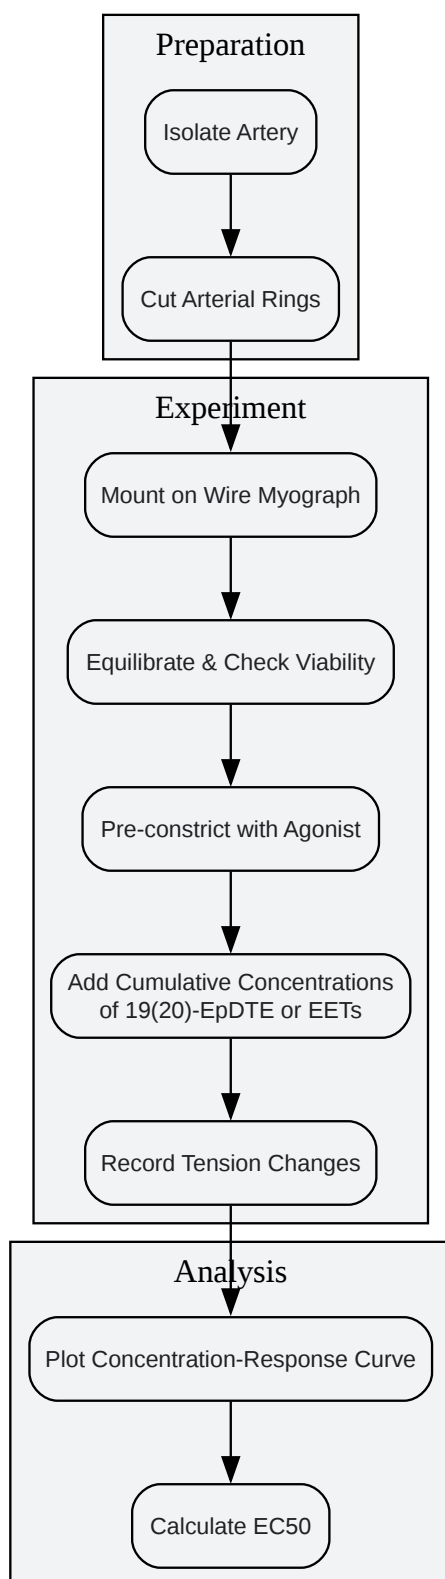 Preparation
Isolate Artery
Cut Arterial Rings
Experiment
Mount on Wire Myograph
Equilibrate & Check Viability
Pre-constrict with Agonist
Add Cumulative Concentrations
of 19(20)-EpDTE or EETs
Record Tension Changes
Analysis
Plot Concentration-Response Curve
Calculate EC50